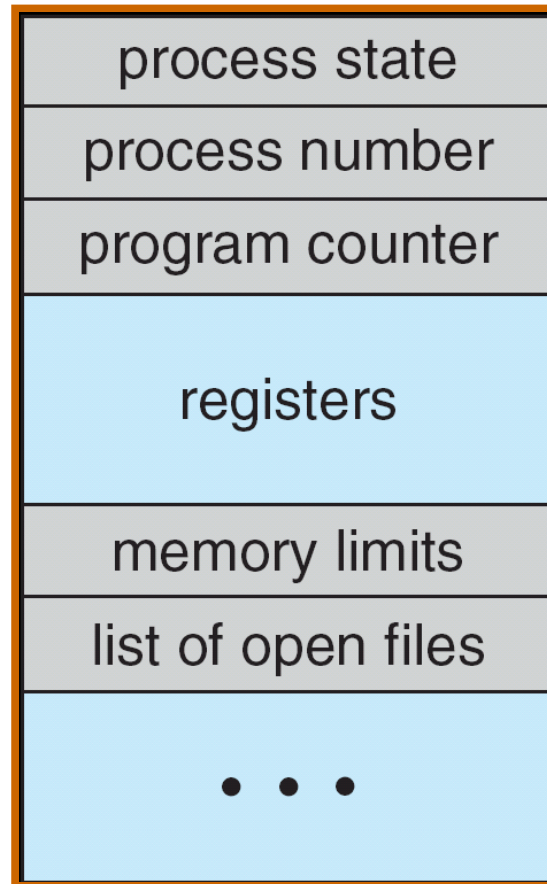 process state
process number
program counter
registers
memory limits
list of open files
• • •